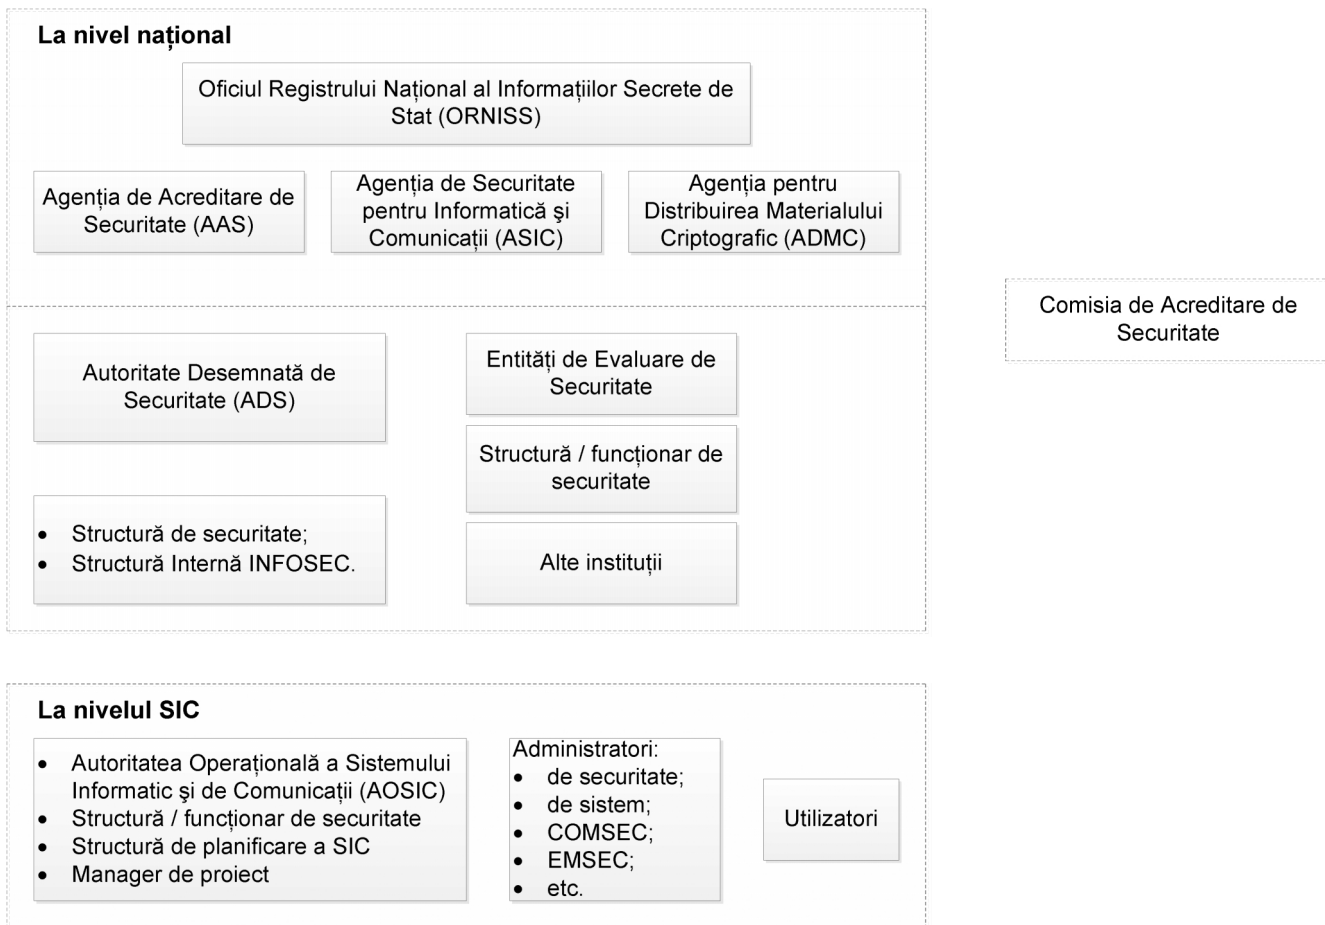 La nivel național
Oficiul Registrului Național al Informațiilor Secrete de
Stat (ORNISS)
Agenția de Acreditare de
Securitate (AAS)
Agenția de Securitate
pentru Informatică şi
Comunicații (ASIC)
Agenția pentru
Distribuirea Materialului
Criptografic (ADMC)
Comisia de Acreditare de
Securitate
Autoritate Desemnată de
Securitate (ADS)
Entități de Evaluare de
Securitate
Structură / funcționar de
securitate
• Structură de securitate;
• Structură Internă INFOSEC.
Alte instituții
La nivelul SIC
• Autoritatea Operațională a Sistemului
Informatic şi de Comunicații (AOSIC)
• Structură / funcționar de securitate
• Structură de planificare a SIC
• Manager de proiect
Administratori:
• de securitate;
• de sistem;
• COMSEC;
• EMSEC;
• etc.
Utilizatori